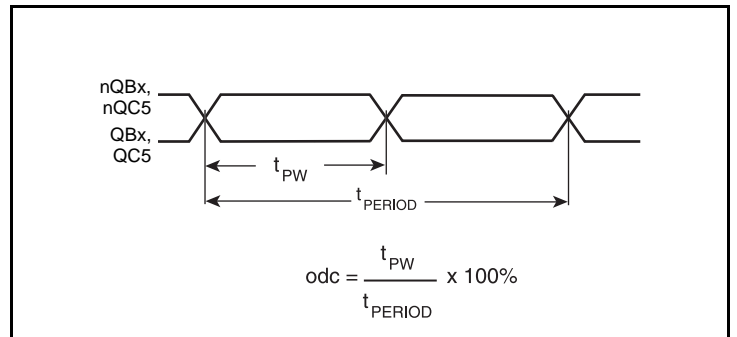 nQBx,
nQC5
QBx,
QC5
tPW
tPERIOD
odc = tPW / tPERIOD x 100%